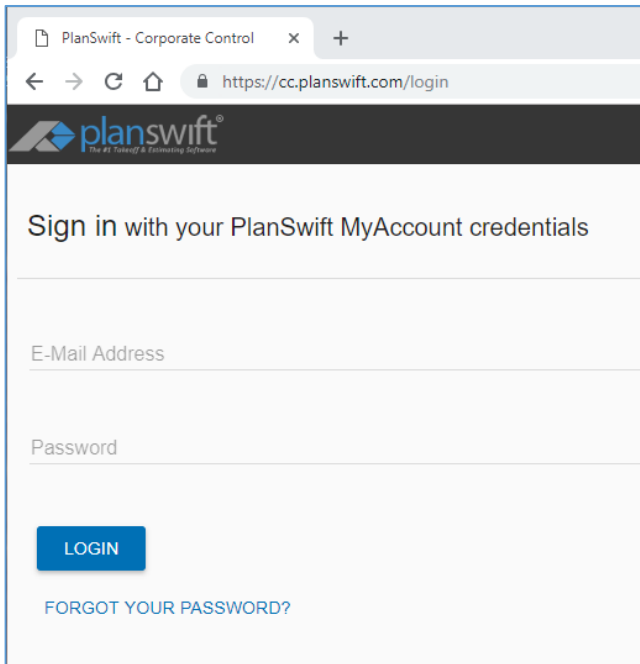 PlanSwift - Corporate Control
https://cc.planswift.com/login
planswift®
The #1 Takeoff & Estimating Software
Sign in with your PlanSwift MyAccount credentials
E-Mail Address
Password
LOGIN
FORGOT YOUR PASSWORD?